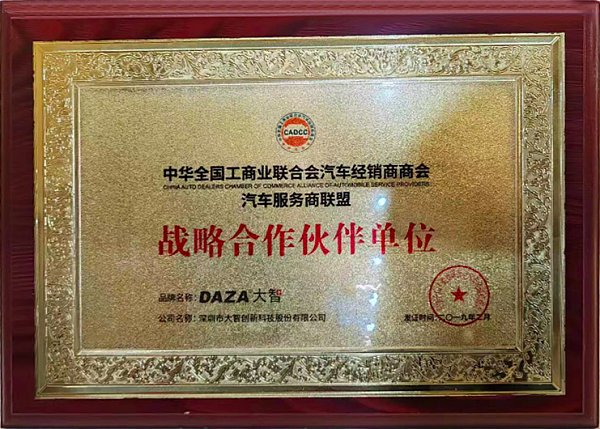 CADCC
中华全国工商业联合会汽车经销商商会
CHINA AUTO DEALERS CHAMBER OF COMMERCE ALLIANCE OF AUTOMOBILE SERVICE PROVIDERS
汽车服务商联盟
战略合作伙伴单位
品牌名称: DAZA大智
公司名称: 深圳市大智创新科技股份有限公司
发证时间: 二〇一九年二月